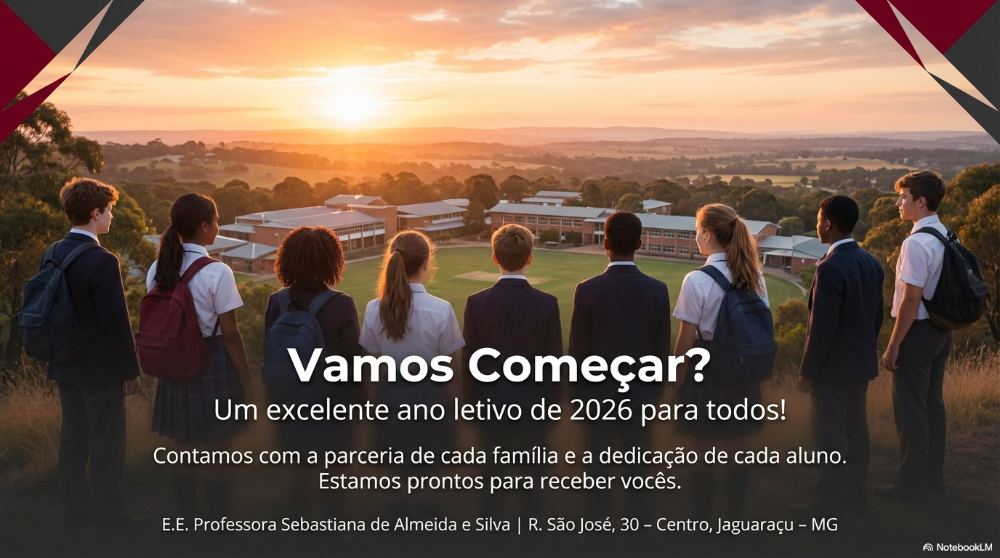 Vamos Começar?
Um excelente ano letivo de 2026 para todos!
Contamos com a parceria de cada família e a dedicação de cada aluno.
Estamos prontos para receber vocês.
E.E. Professora Sebastiana de Almeida e Silva | R. São José, 30 – Centro, Jaguaraçu – MG
NotebookLM